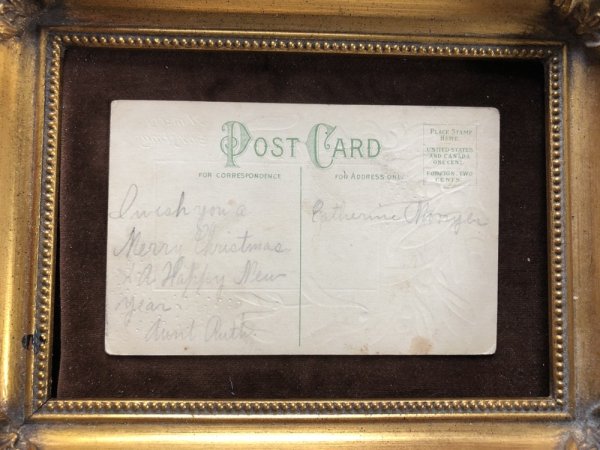 POST CARD
PLACE STAMP
HERE
UNITED STATES
AND CANADA
ONE CENT.
FOREIGN, TWO
CENTS.
FOR CORRESPONDENCE
FOR ADDRESS ONLY
I wish you a
Merry Christmas
& A Happy New
Year
Aunt Ruth
Catherine